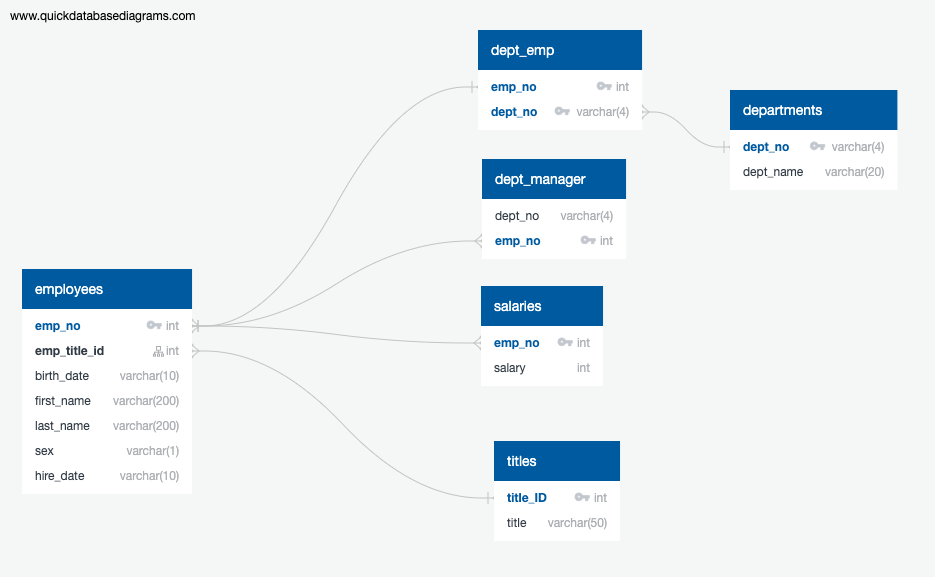 www.quickdatabasediagrams.com
dept_emp
emp_no int
dept_no varchar(4)
departments
dept_no varchar(4)
dept_name varchar(20)
dept_manager
dept_no varchar(4)
emp_no int
employees
emp_no int
emp_title_id int
birth_date varchar(10)
first_name varchar(200)
last_name varchar(200)
sex varchar(1)
hire_date varchar(10)
salaries
emp_no int
salary int
titles
title_ID int
title varchar(50)